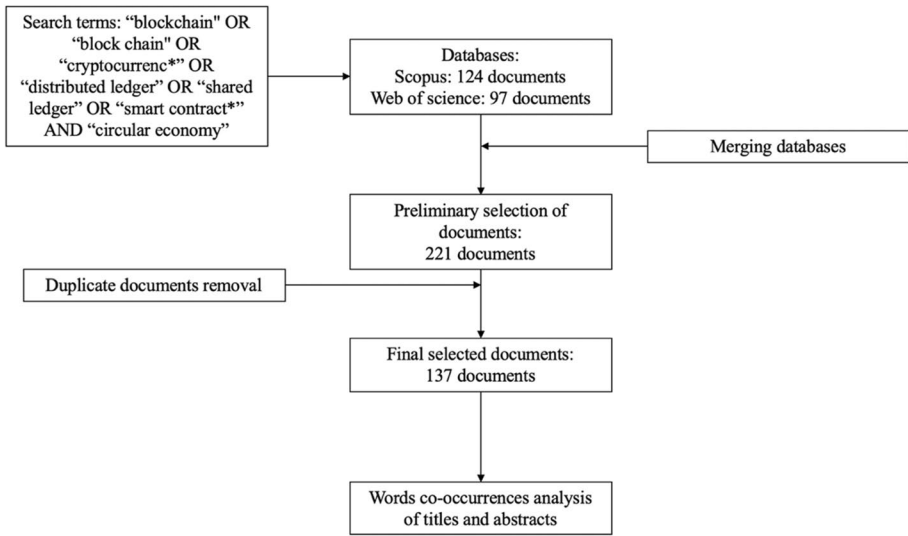 Search terms: “blockchain" OR
“block chain" OR
“cryptocurrenc*” OR
“distributed ledger” OR “shared
ledger” OR “smart contract*”
AND “circular economy”
Databases:
Scopus: 124 documents
Web of science: 97 documents
Merging databases
Preliminary selection of
documents:
221 documents
Duplicate documents removal
Final selected documents:
137 documents
Words co-occurrences analysis
of titles and abstracts